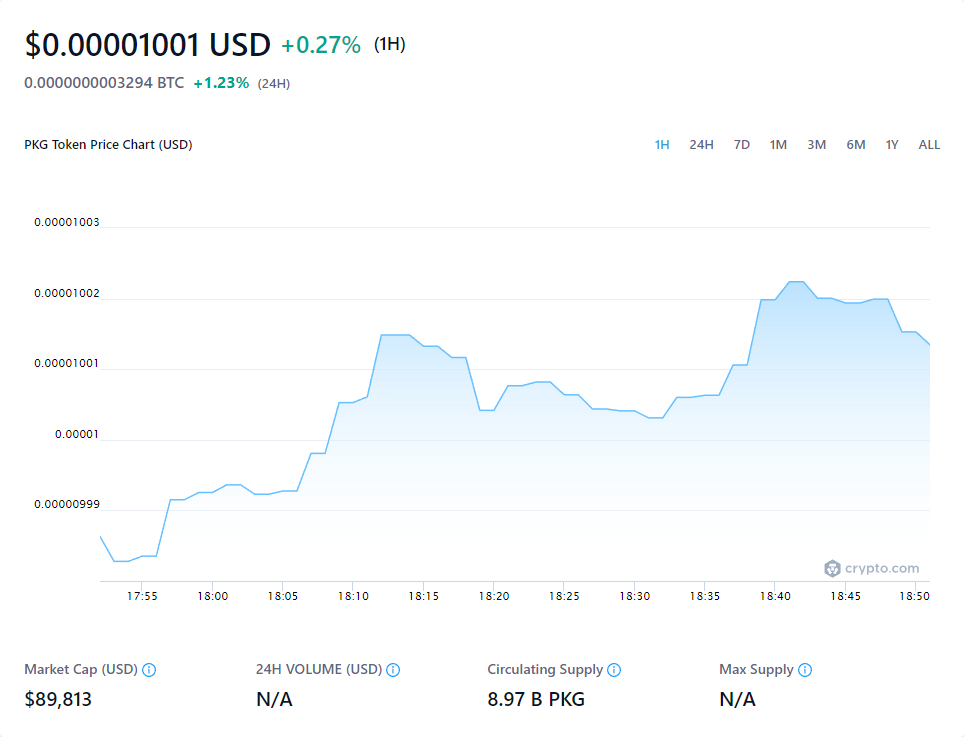 $0.00001001 USD +0.27% (1H)
0.0000000003294 BTC +1.23% (24H)
PKG Token Price Chart (USD) 1H 24H 7D 1M 3M 6M 1Y ALL
0.00001003
0.00001002
0.00001001
0.00001
0.00000999
crypto.com
17:55 18:00 18:05 18:10 18:15 18:20 18:25 18:30 18:35 18:40 18:45 18:50
Market Cap (USD) 24H VOLUME (USD) Circulating Supply Max Supply
$89,813 N/A 8.97 B PKG N/A